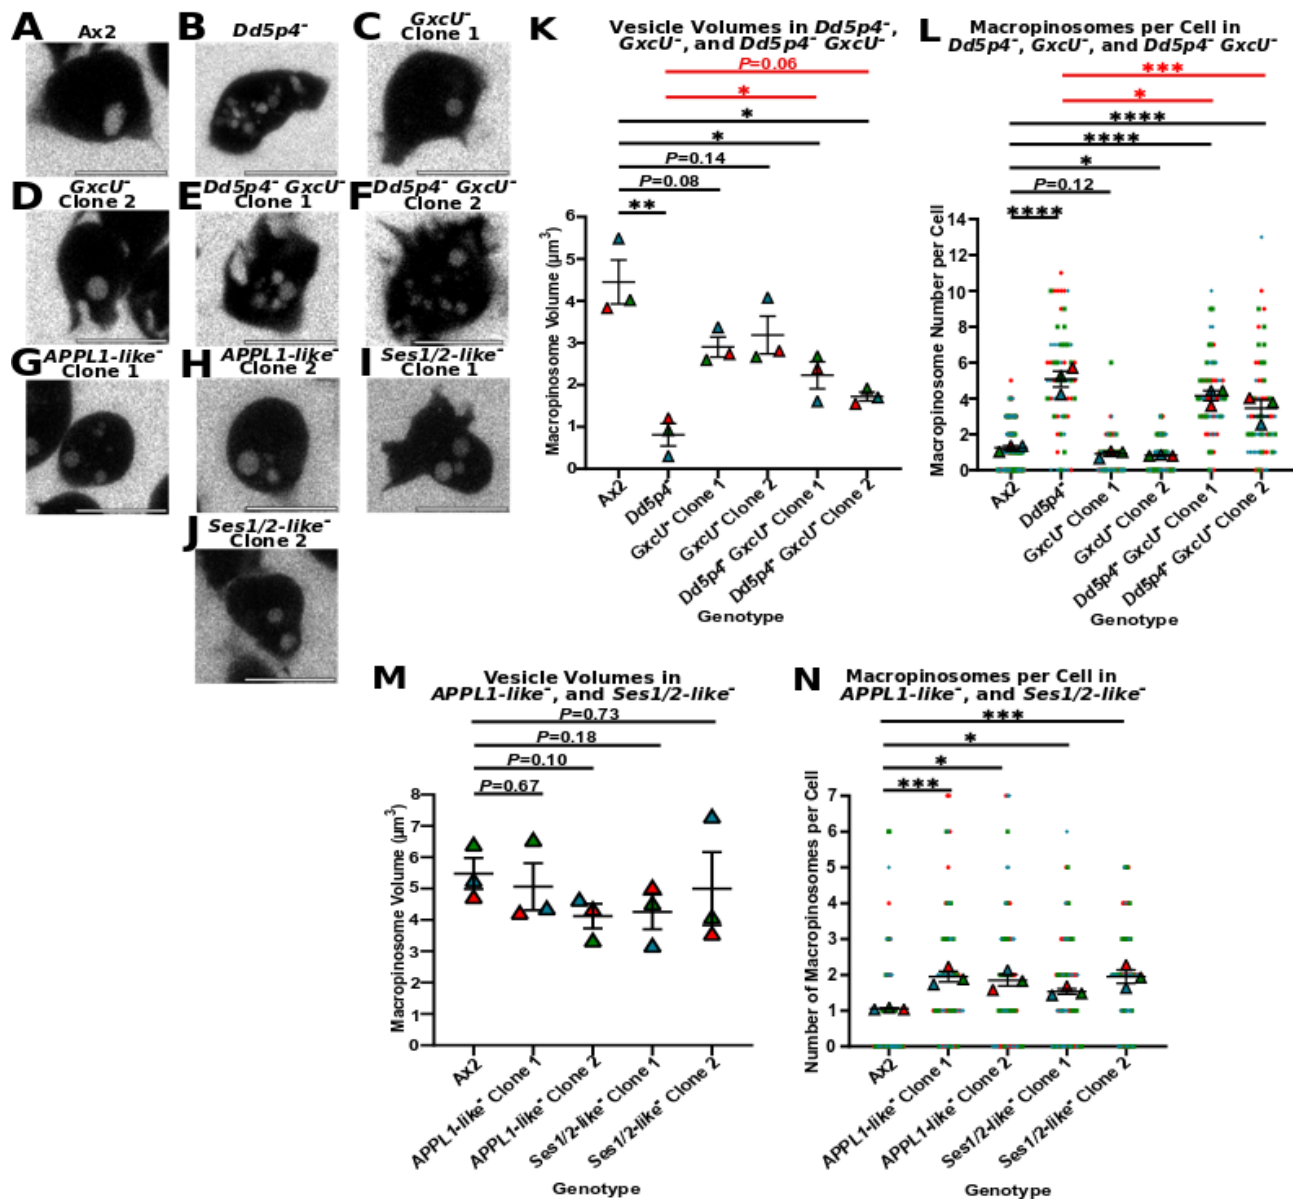 A
Ax2
B
Dd5p4-
C
GxcU-
Clone 1
D
GxcU-
Clone 2
E
Dd5p4- GxcU-
Clone 1
F
Dd5p4- GxcU-
Clone 2
G
APPL1-like-
Clone 1
H
APPL1-like-
Clone 2
I
Ses1/2-like-
Clone 1
J
Ses1/2-like-
Clone 2
K
Vesicle Volumes in Dd5p4-,
GxcU-, and Dd5p4- GxcU-
P=0.06
*
*
*
P=0.14
P=0.08
**
Macropinosome Volume (µm³)
6
5
4
3
2
1
0
Ax2
Dd5p4-
GxcU- Clone 1
GxcU- Clone 2
Dd5p4- GxcU- Clone 1
Dd5p4- GxcU- Clone 2
Genotype
L
Macropinosomes per Cell in
Dd5p4-, GxcU-, and Dd5p4- GxcU-
***
*
****
****
*
P=0.12
****
Macropinosome Number per Cell
14
12
10
8
6
4
2
0
Ax2
Dd5p4-
GxcU- Clone 1
GxcU- Clone 2
Dd5p4- GxcU- Clone 1
Dd5p4- GxcU- Clone 2
Genotype
M
Vesicle Volumes in
APPL1-like-, and Ses1/2-like-
P=0.73
P=0.18
P=0.10
P=0.67
Macropinosome Volume (µm³)
8
7
6
5
4
3
2
1
0
Ax2
APPL1-like- Clone 1
APPL1-like- Clone 2
Ses1/2-like- Clone 1
Ses1/2-like- Clone 2
Genotype
N
Macropinosomes per Cell in
APPL1-like-, and Ses1/2-like-
***
*
*
***
Number of Macropinosomes per Cell
7
6
5
4
3
2
1
0
Ax2
APPL1-like- Clone 1
APPL1-like- Clone 2
Ses1/2-like- Clone 1
Ses1/2-like- Clone 2
Genotype